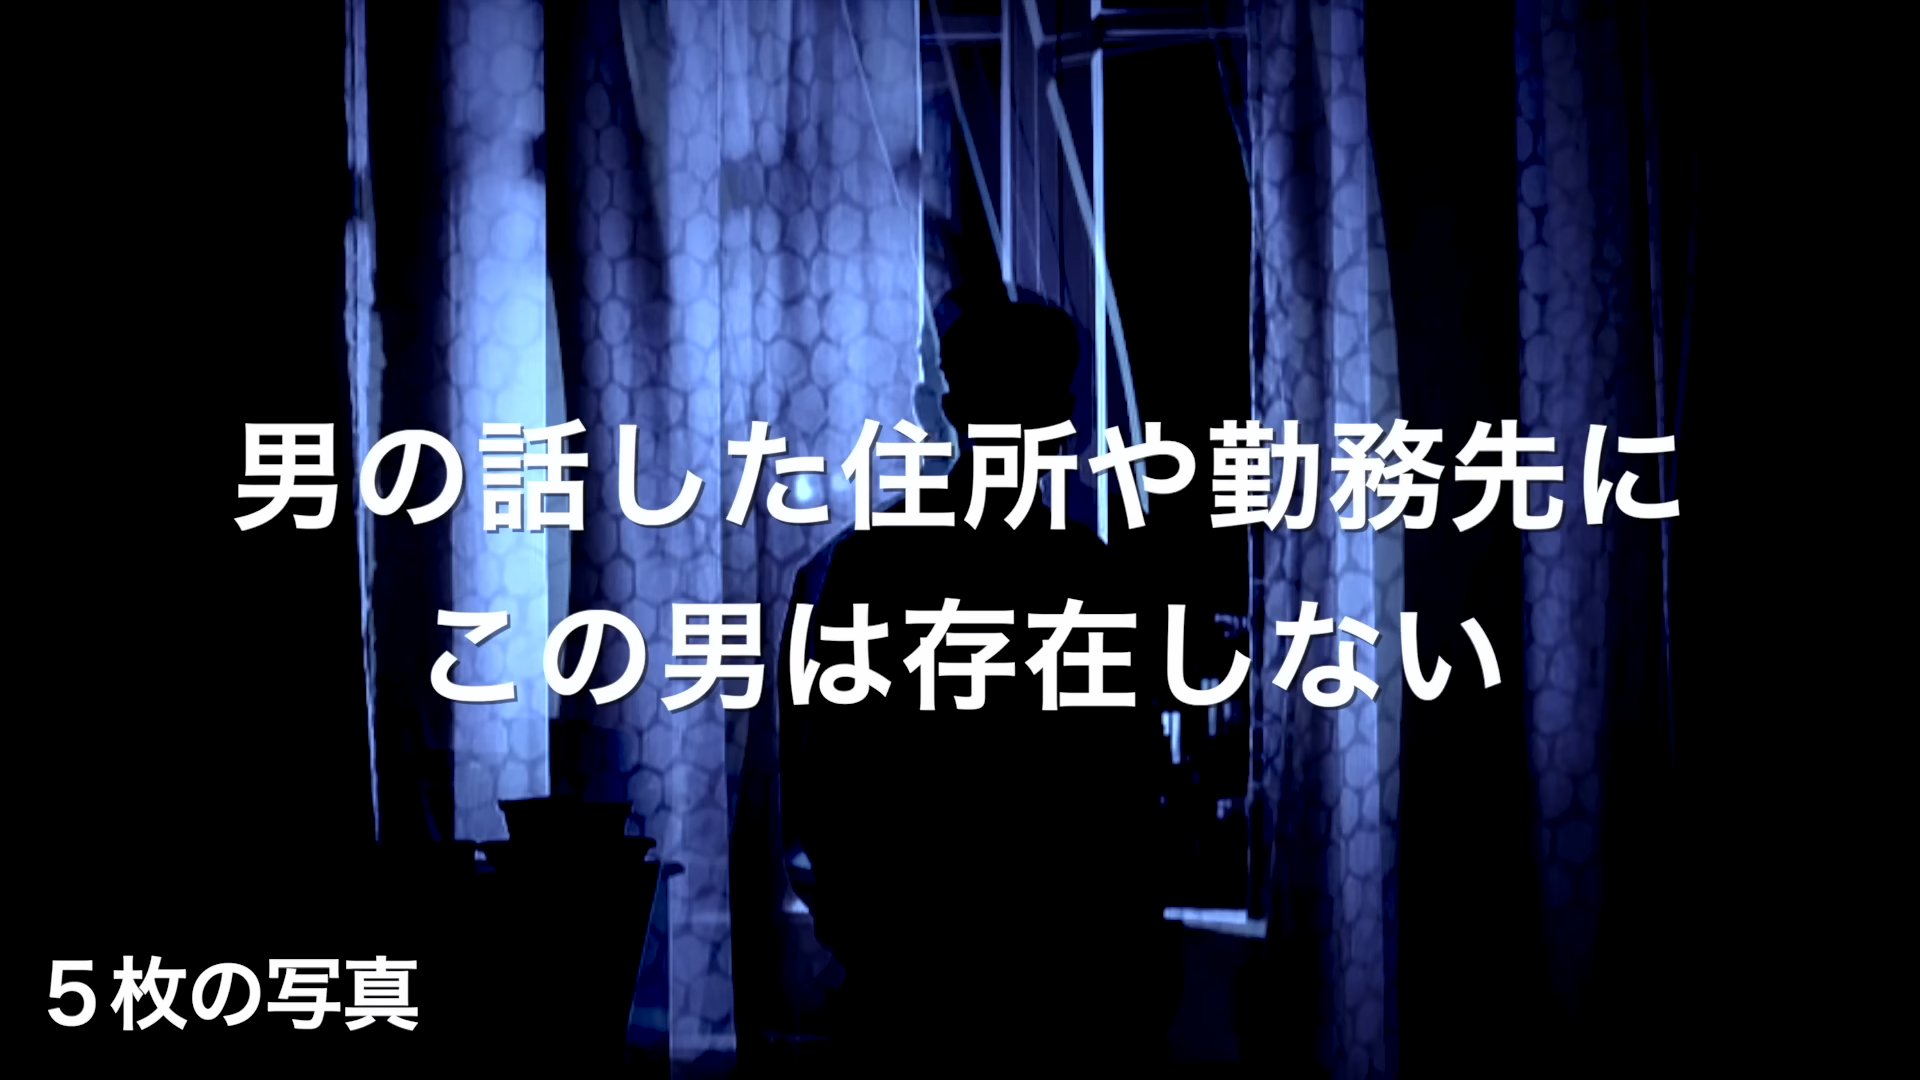 男の話した住所や勤務先に
この男は存在しない
５枚の写真